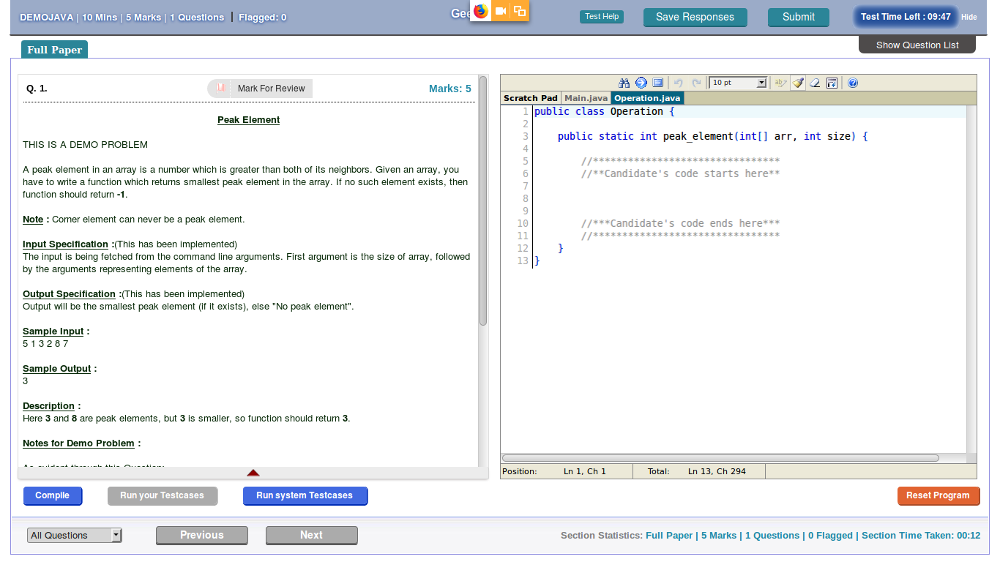 DEMOJAVA | 10 Mins | 5 Marks | 1 Questions | Flagged: 0
Gee
Test Help
Save Responses
Submit
Test Time Left : 09:47
Hide
Full Paper
Show Question List
Q. 1.
Mark For Review
Marks: 5
Peak Element
THIS IS A DEMO PROBLEM
A peak element in an array is a number which is greater than both of its neighbors. Given an array, you
have to write a function which returns smallest peak element in the array. If no such element exists, then
function should return -1.
Note : Corner element can never be a peak element.
Input Specification :(This has been implemented)
The input is being fetched from the command line arguments. First argument is the size of array, followed
by the arguments representing elements of the array.
Output Specification :(This has been implemented)
Output will be the smallest peak element (if it exists), else "No peak element".
Sample Input :
5 1 3 2 8 7
Sample Output :
3
Description :
Here 3 and 8 are peak elements, but 3 is smaller, so function should return 3.
Notes for Demo Problem :
As evident through this Question:
10 pt
Scratch Pad
Main.java
Operation.java
1 public class Operation {
2
3     public static int peak_element(int[] arr, int size) {
4
5         //********************************
6         //**Candidate's code starts here**
7
8
9
10         //***Candidate's code ends here***
11         //********************************
12     }
13 }
Position: Ln 1, Ch 1 Total: Ln 13, Ch 294
Compile
Run your Testcases
Run system Testcases
Reset Program
All Questions
Previous
Next
Section Statistics: Full Paper | 5 Marks | 1 Questions | 0 Flagged | Section Time Taken: 00:12